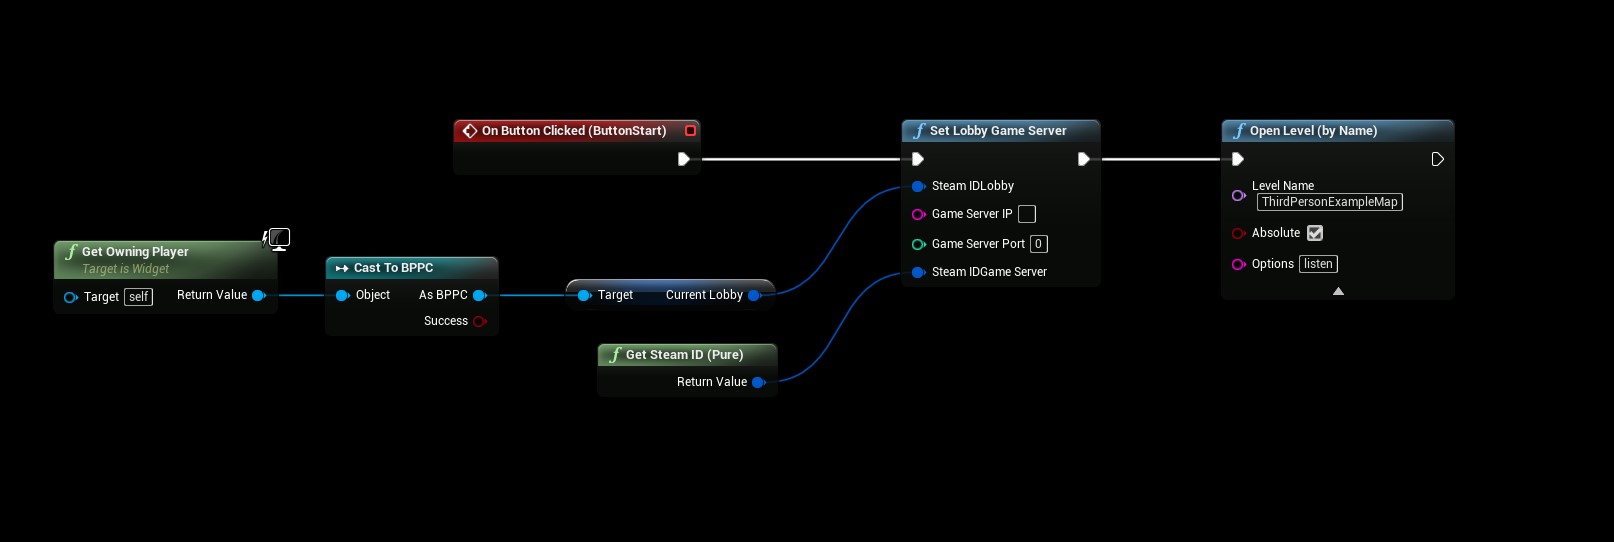 On Button Clicked (ButtonStart)
f Set Lobby Game Server
Steam IDLobby
Game Server IP
Game Server Port 0
Steam IDGame Server
f Open Level (by Name)
Level Name
ThirdPersonExampleMap
Absolute
Options listen
f Get Owning Player
Target is Widget
Target self Return Value
Cast To BPPC
Object As BPPC
Success
Target Current Lobby
f Get Steam ID (Pure)
Return Value